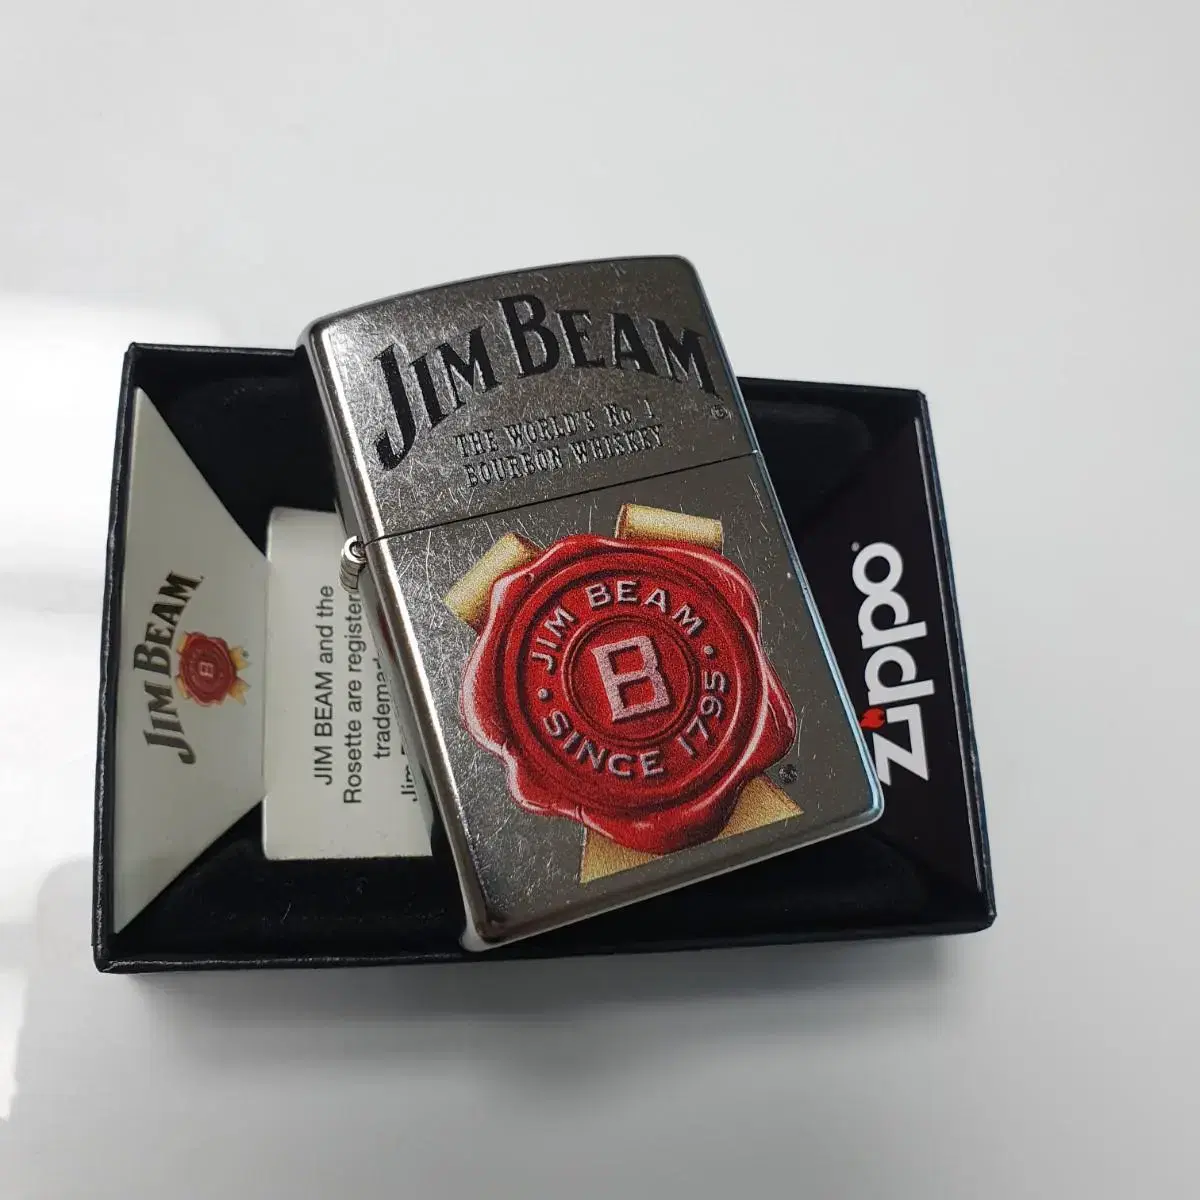 JIM BEAM
®
THE WORLD'S No 1
BOURBON WHISKEY
JIM BEAM
B
SINCE 1795
JIM BEAM
B
JIM BEAM and the
Rosette are register
tradema
Jim
Zippo